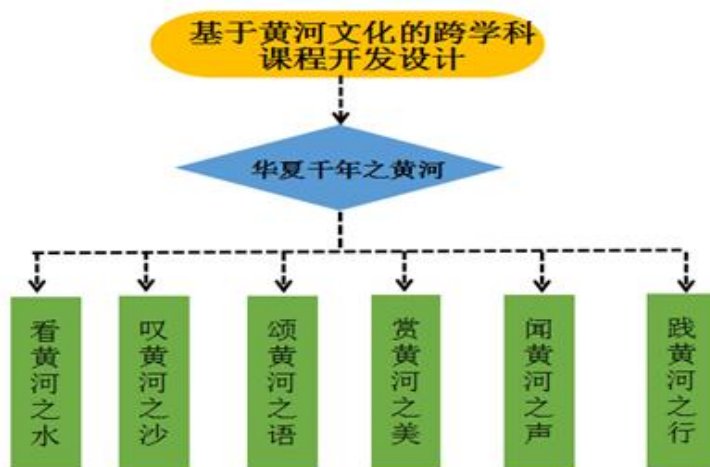 基于黄河文化的跨学科
课程开发设计
华夏千年之黄河
看黄河之水
叹黄河之沙
颂黄河之语
赏黄河之美
闻黄河之声
践黄河之行